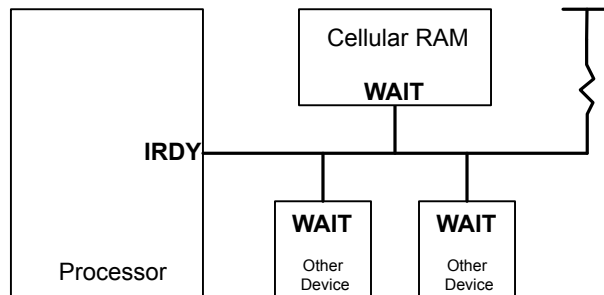 Cellular RAM
WAIT
IRDY
WAIT
WAIT
Other
Device
Other
Device
Processor